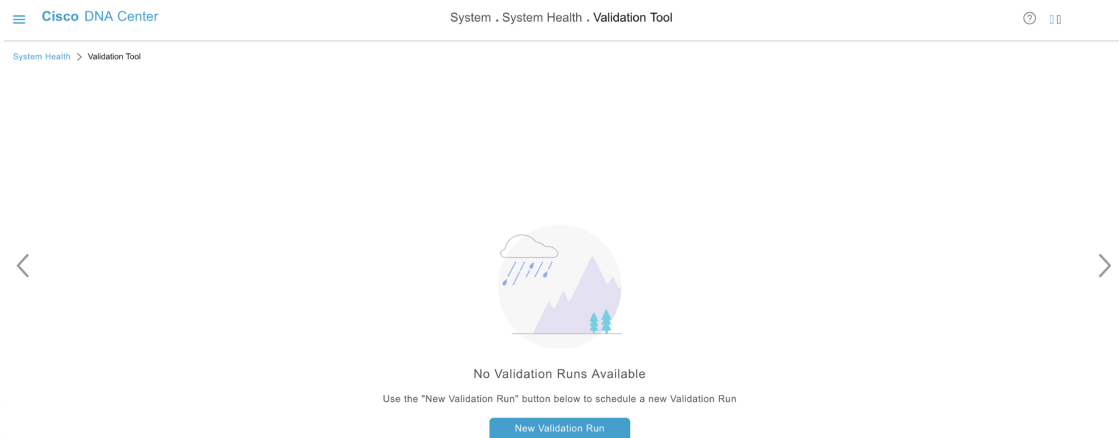 Cisco DNA Center
System . System Health . Validation Tool
System Health > Validation Tool
No Validation Runs Available
Use the "New Validation Run" button below to schedule a new Validation Run
New Validation Run